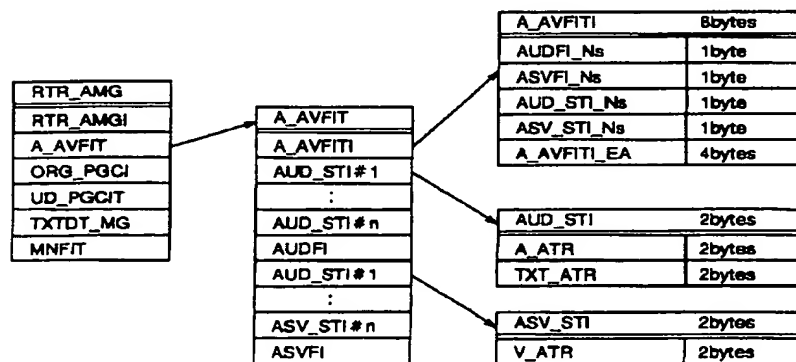 RTR_AMG
RTR_AMGI
A_AVFIT
ORG_PGCI
UD_PGCIT
TXTDT_MG
MNFIT
A_AVFIT
A_AVFITI
AUD_STI#1
:
AUD_STI#n
AUDFI
AUD_STI#1
:
ASV_STI#n
ASVFI
A_AVFITI 8bytes
AUDFI_Ns 1byte
ASVFI_Ns 1byte
AUD_STI_Ns 1byte
ASV_STI_Ns 1byte
A_AVFITI_EA 4bytes
AUD_STI 2bytes
A_ATR 2bytes
TXT_ATR 2bytes
ASV_STI 2bytes
V_ATR 2bytes